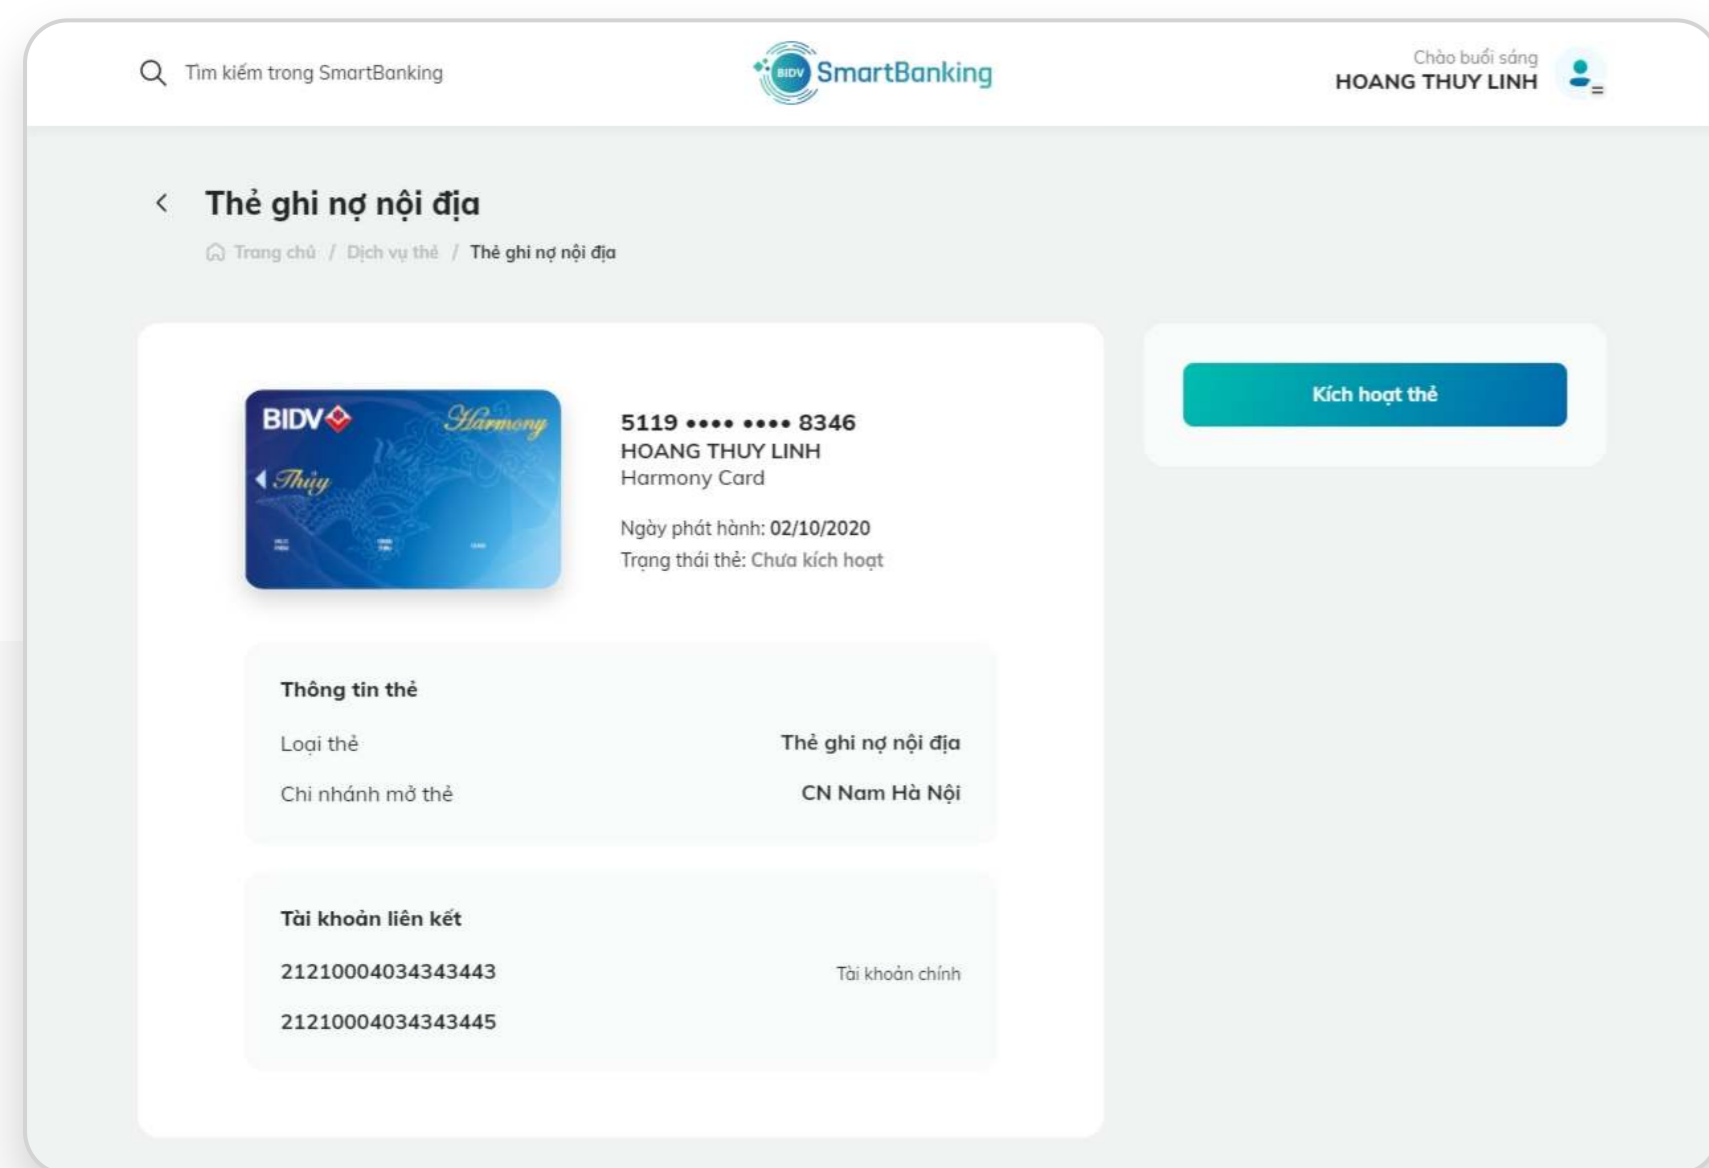 Tìm kiếm trong SmartBanking
BIDV SmartBanking
Chào buổi sáng
HOANG THUY LINH
Thẻ ghi nợ nội địa
Trang chủ / Dịch vụ thẻ / Thẻ ghi nợ nội địa
BIDV Harmony
Thủy
5119 •••• •••• 8346
HOANG THUY LINH
Harmony Card
Ngày phát hành: 02/10/2020
Trạng thái thẻ: Chưa kích hoạt
Kích hoạt thẻ
Thông tin thẻ
Loại thẻ Thẻ ghi nợ nội địa
Chi nhánh mở thẻ CN Nam Hà Nội
Tài khoản liên kết
21210004034343443 Tài khoản chính
21210004034343445